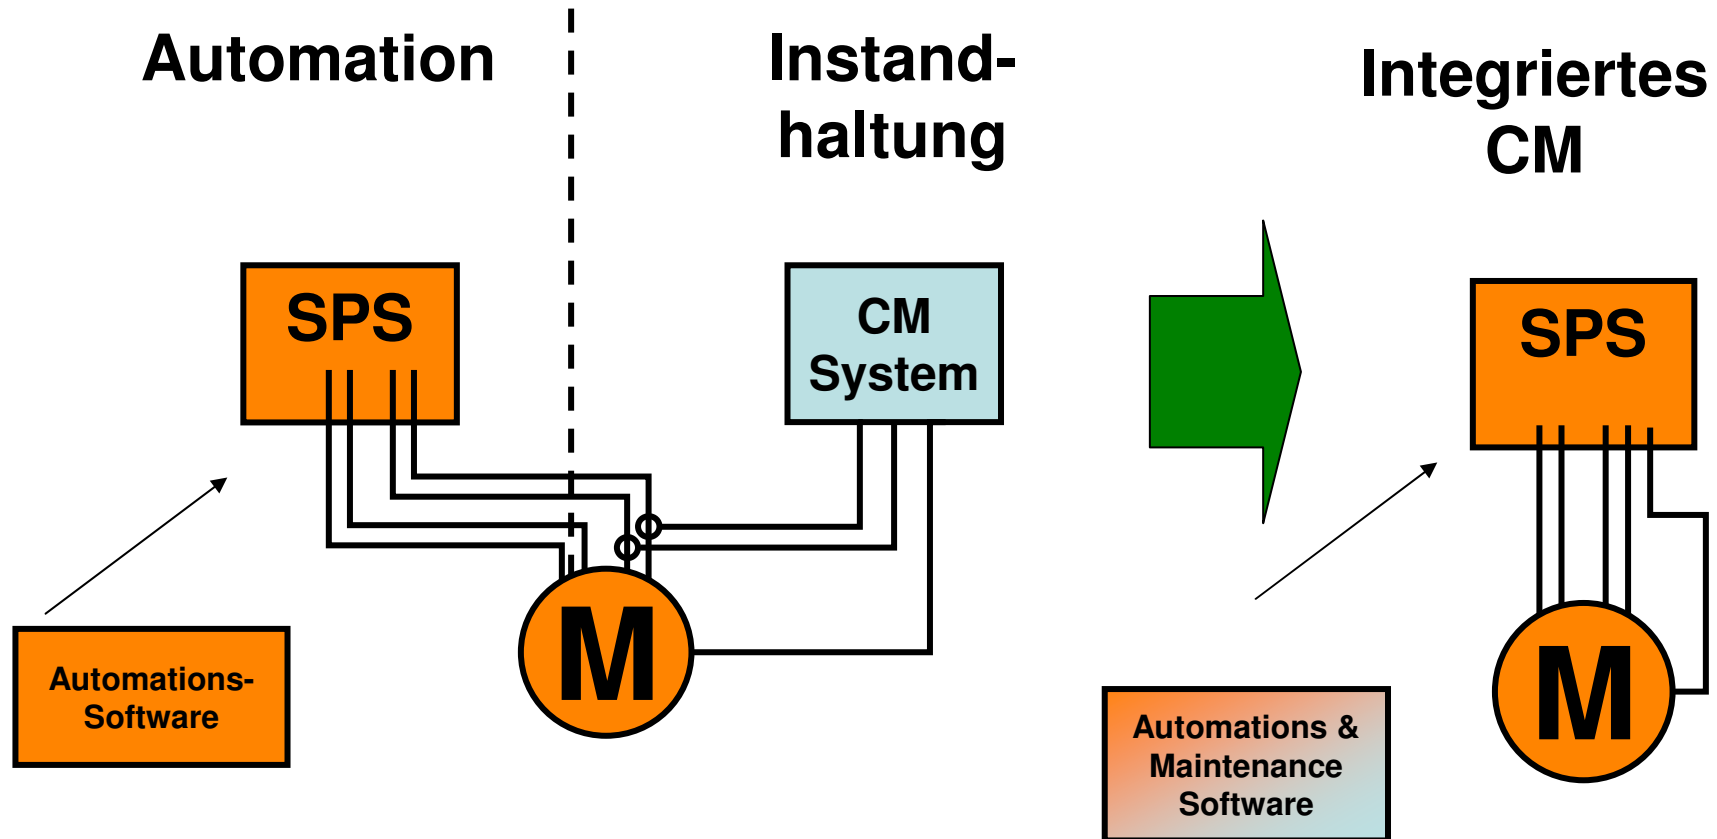 Automation
Instand-
haltung
Integriertes
CM
SPS
CM
System
SPS
M
Automations-
Software
M
Automations &
Maintenance
Software